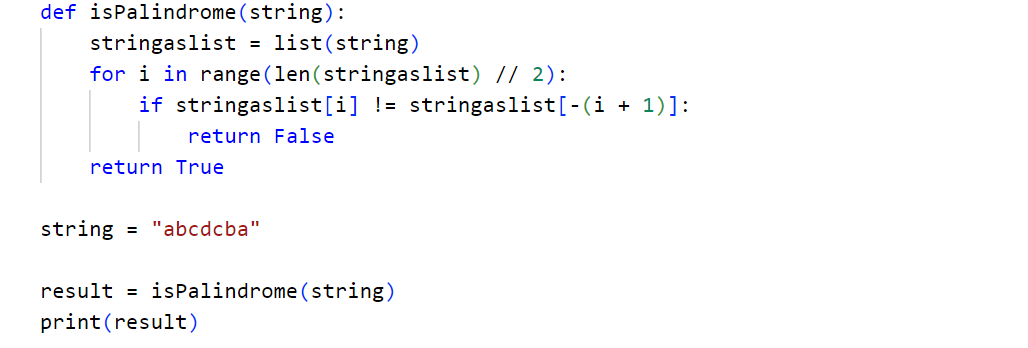 def isPalindrome(string):
    stringaslist = list(string)
    for i in range(len(stringaslist) // 2):
        if stringaslist[i] != stringaslist[-(i + 1)]:
            return False
    return True

string = "abcdcba"

result = isPalindrome(string)
print(result)